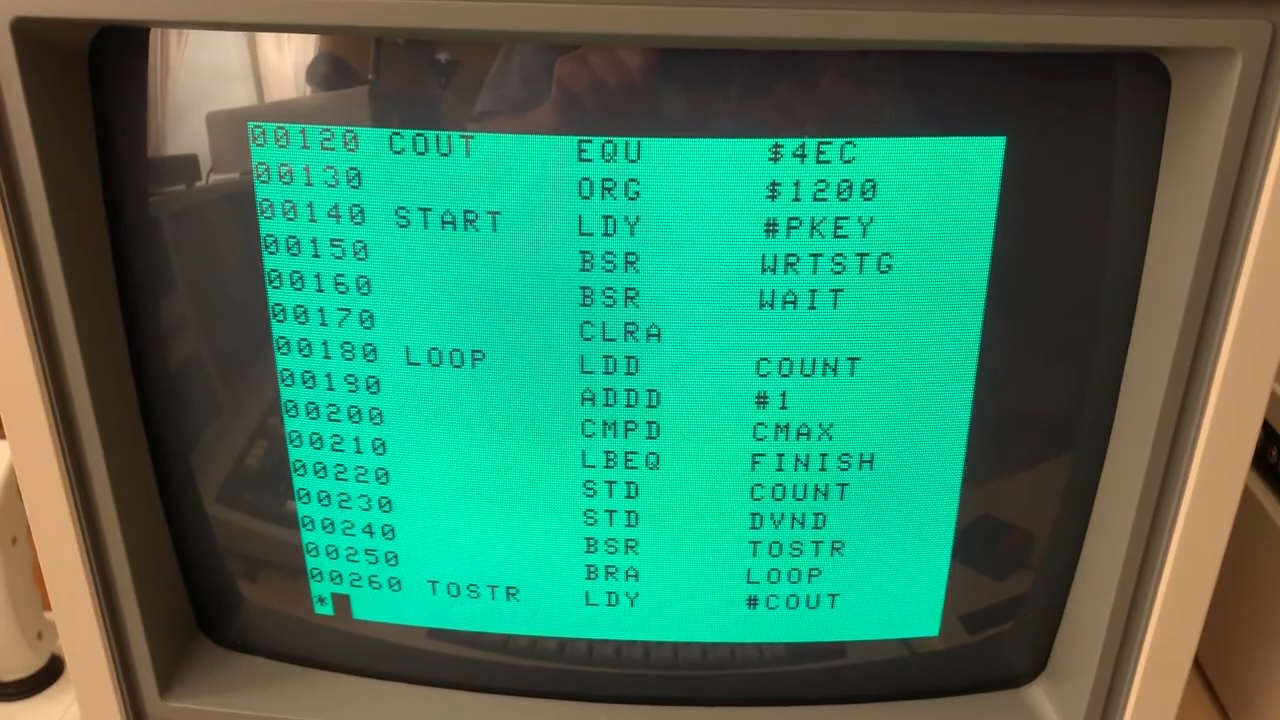 00120 COUT EQU $4EC
00130 ORG $1200
00140 START LDY #PKEY
00150 BSR WRTSTG
00160 BSR WAIT
00170 CLRA
00180 LOOP LDD COUNT
00190 ADDD #1
00200 CMPD CMAX
00210 LBEQ FINISH
00220 STD COUNT
00230 STD DVND
00240 BSR TOSTR
00250 BRA LOOP
00260 TOSTR LDY #COUT
*